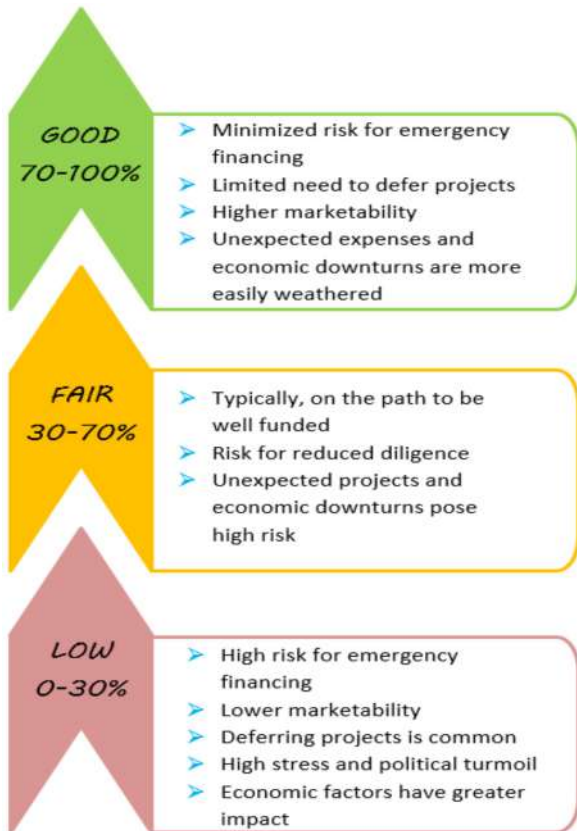 GOOD
70-100%
➤ Minimized risk for emergency
financing
➤ Limited need to defer projects
➤ Higher marketability
➤ Unexpected expenses and
economic downturns are more
easily weathered
FAIR
30-70%
➤ Typically, on the path to be
well funded
➤ Risk for reduced diligence
➤ Unexpected projects and
economic downturns pose
high risk
LOW
0-30%
➤ High risk for emergency
financing
➤ Lower marketability
➤ Deferring projects is common
➤ High stress and political turmoil
➤ Economic factors have greater
impact